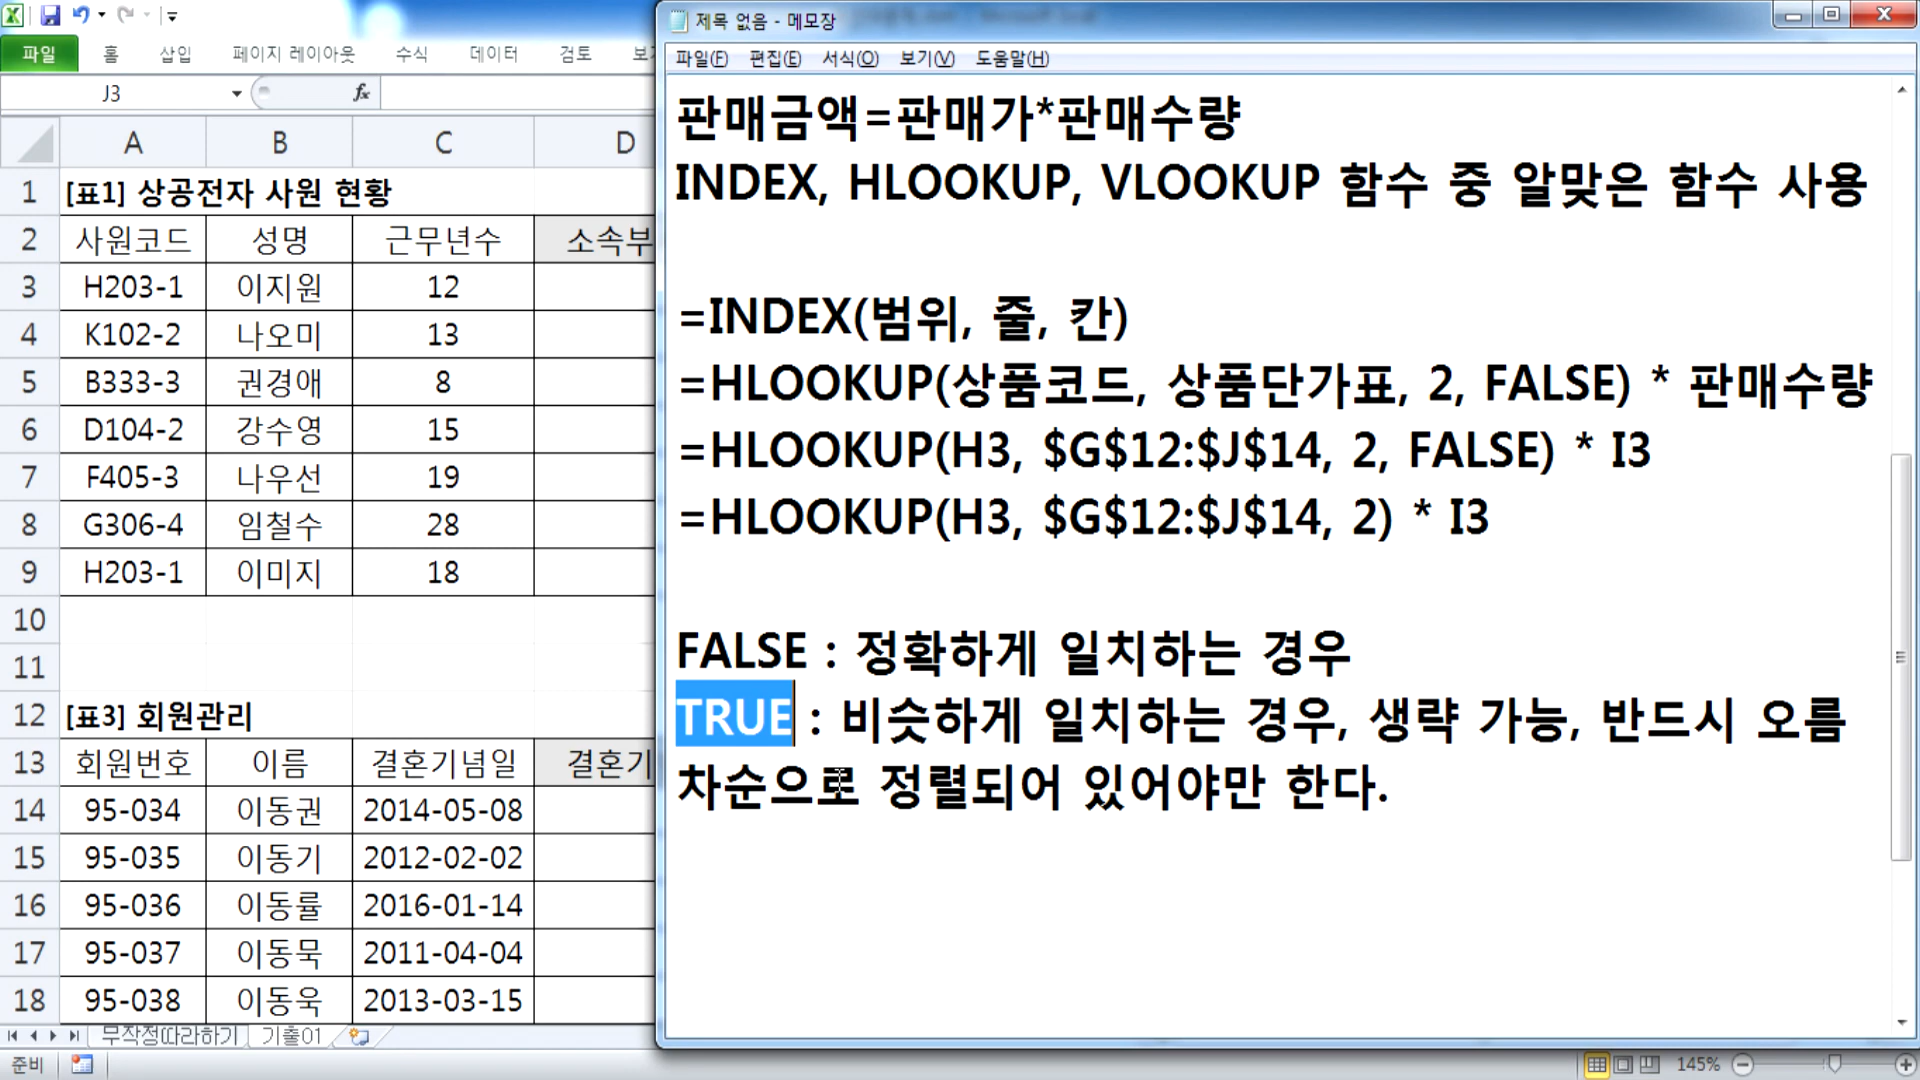 제목 없음 - 메모장
파일 홈 삽입 페이지 레이아웃 수식 데이터 검토
파일(F) 편집(E) 서식(O) 보기(V) 도움말(H)
J3 fx
A B C D
1 [표1] 상공전자 사원 현황
2 사원코드 성명 근무년수 소속부
3 H203-1 이지원 12
4 K102-2 나오미 13
5 B333-3 권경애 8
6 D104-2 강수영 15
7 F405-3 나우선 19
8 G306-4 임철수 28
9 H203-1 이미지 18
10
11
12 [표3] 회원관리
13 회원번호 이름 결혼기념일 결혼기
14 95-034 이동권 2014-05-08
15 95-035 이동기 2012-02-02
16 95-036 이동률 2016-01-14
17 95-037 이동묵 2011-04-04
18 95-038 이동욱 2013-03-15
무작정따라하기 기출01
준비
145%
판매금액=판매가*판매수량
INDEX, HLOOKUP, VLOOKUP 함수 중 알맞은 함수 사용
=INDEX(범위, 줄, 칸)
=HLOOKUP(상품코드, 상품단가표, 2, FALSE) * 판매수량
=HLOOKUP(H3, $G$12:$J$14, 2, FALSE) * I3
=HLOOKUP(H3, $G$12:$J$14, 2) * I3
FALSE : 정확하게 일치하는 경우
TRUE : 비슷하게 일치하는 경우, 생략 가능, 반드시 오름
차순으로 정렬되어 있어야만 한다.